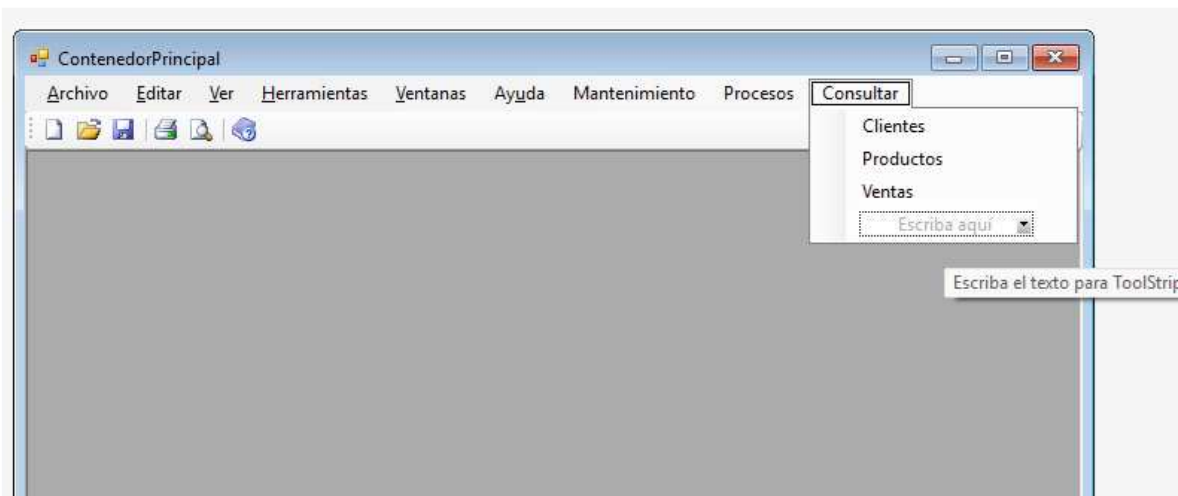 ContenedorPrincipal
Archivo Editar Ver Herramientas Ventanas Ayuda Mantenimiento Procesos Consultar
Clientes
Productos
Ventas
Escriba aquí
Escriba el texto para ToolStrip